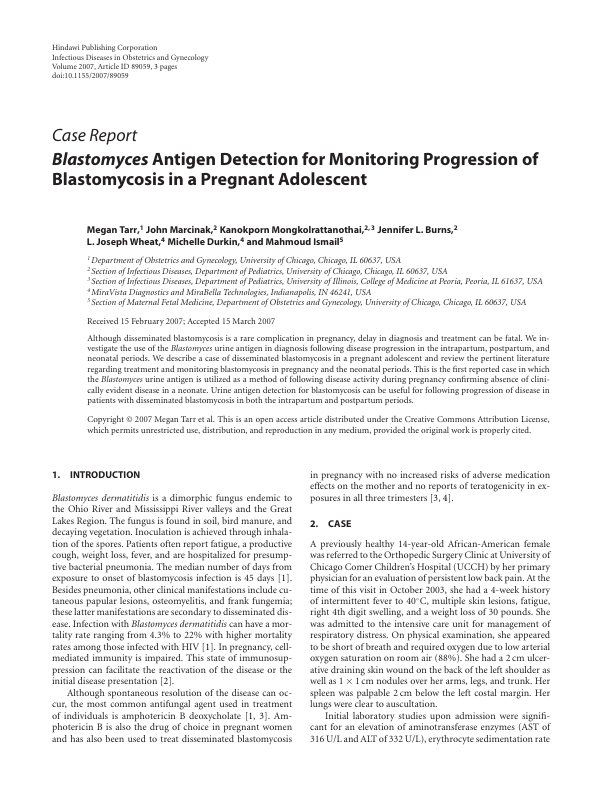 Hindawi Publishing Corporation
Infectious Diseases in Obstetrics and Gynecology
Volume 2007, Article ID 89059, 3 pages
doi:10.1155/2007/89059
Case Report
Blastomyces Antigen Detection for Monitoring Progression of
Blastomycosis in a Pregnant Adolescent
Megan Tarr,1 John Marcinak,2 Kanokporn Mongkolrattanothai,2, 3 Jennifer L. Burns,2
L. Joseph Wheat,4 Michelle Durkin,4 and Mahmoud Ismail5
1 Department of Obstetrics and Gynecology, University of Chicago, Chicago, IL 60637, USA
2 Section of Infectious Diseases, Department of Pediatrics, University of Chicago, Chicago, IL 60637, USA
3 Section of Infectious Diseases, Department of Pediatrics, University of Illinois, College of Medicine at Peoria, Peoria, IL 61637, USA
4 MiraVista Diagnostics and MiraBella Technologies, Indianapolis, IN 46241, USA
5 Section of Maternal Fetal Medicine, Department of Obstetrics and Gynecology, University of Chicago, Chicago, IL 60637, USA
Received 15 February 2007; Accepted 15 March 2007
Although disseminated blastomycosis is a rare complication in pregnancy, delay in diagnosis and treatment can be fatal. We in-
vestigate the use of the Blastomyces urine antigen in diagnosis following disease progression in the intrapartum, postpartum, and
neonatal periods. We describe a case of disseminated blastomycosis in a pregnant adolescent and review the pertinent literature
regarding treatment and monitoring blastomycosis in pregnancy and the neonatal periods. This is the first reported case in which
the Blastomyces urine antigen is utilized as a method of following disease activity during pregnancy confirming absence of clini-
cally evident disease in a neonate. Urine antigen detection for blastomycosis can be useful for following progression of disease in
patients with disseminated blastomycosis in both the intrapartum and postpartum periods.
Copyright © 2007 Megan Tarr et al. This is an open access article distributed under the Creative Commons Attribution License,
which permits unrestricted use, distribution, and reproduction in any medium, provided the original work is properly cited.
1. INTRODUCTION
Blastomyces dermatitidis is a dimorphic fungus endemic to
the Ohio River and Mississippi River valleys and the Great
Lakes Region. The fungus is found in soil, bird manure, and
decaying vegetation. Inoculation is achieved through inhala-
tion of the spores. Patients often report fatigue, a productive
cough, weight loss, fever, and are hospitalized for presump-
tive bacterial pneumonia. The median number of days from
exposure to onset of blastomycosis infection is 45 days [1].
Besides pneumonia, other clinical manifestations include cu-
taneous papular lesions, osteomyelitis, and frank fungemia;
these latter manifestations are secondary to disseminated dis-
ease. Infection with Blastomyces dermatitidis can have a mor-
tality rate ranging from 4.3% to 22% with higher mortality
rates among those infected with HIV [1]. In pregnancy, cell-
mediated immunity is impaired. This state of immunosup-
pression can facilitate the reactivation of the disease or the
initial disease presentation [2].
Although spontaneous resolution of the disease can oc-
cur, the most common antifungal agent used in treatment
of individuals is amphotericin B deoxycholate [1, 3]. Am-
photericin B is also the drug of choice in pregnant women
and has also been used to treat disseminated blastomycosis
in pregnancy with no increased risks of adverse medication
effects on the mother and no reports of teratogenicity in ex-
posures in all three trimesters [3, 4].
2. CASE
A previously healthy 14-year-old African-American female
was referred to the Orthopedic Surgery Clinic at University of
Chicago Comer Children's Hospital (UCCH) by her primary
physician for an evaluation of persistent low back pain. At the
time of this visit in October 2003, she had a 4-week history
of intermittent fever to 40°C, multiple skin lesions, fatigue,
right 4th digit swelling, and a weight loss of 30 pounds. She
was admitted to the intensive care unit for management of
respiratory distress. On physical examination, she appeared
to be short of breath and required oxygen due to low arterial
oxygen saturation on room air (88%). She had a 2 cm ulcer-
ative draining skin wound on the back of the left shoulder as
well as 1 × 1 cm nodules over her arms, legs, and trunk. Her
spleen was palpable 2 cm below the left costal margin. Her
lungs were clear to auscultation.
Initial laboratory studies upon admission were signifi-
cant for an elevation of aminotransferase enzymes (AST of
316 U/L and ALT of 332 U/L), erythrocyte sedimentation rate